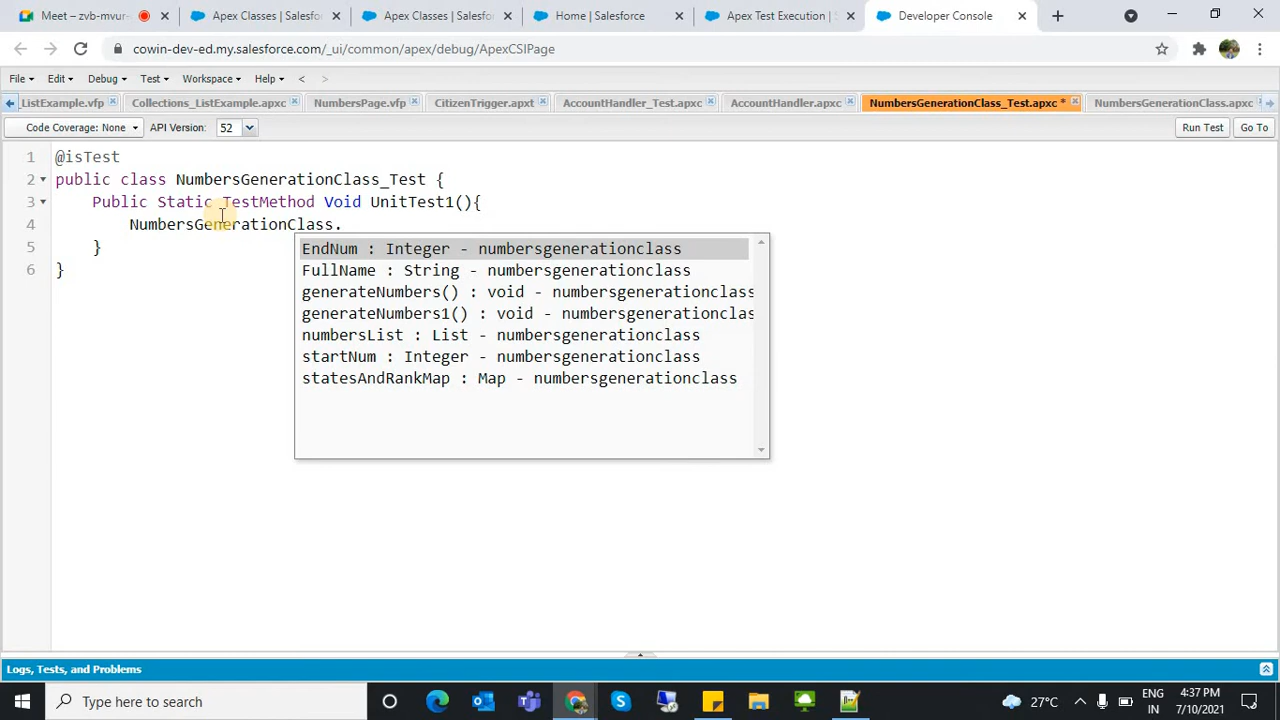 Meet – zvb-mvur-
Apex Classes | Salesfo
Apex Classes | Salesfo
Home | Salesforce
Apex Test Execution |
Developer Console
cowin-dev-ed.my.salesforce.com/_ui/common/apex/debug/ApexCSIPage
File Edit Debug Test Workspace Help < >
ListExample.vfp
Collections_ListExample.apxc
NumbersPage.vfp
CitizenTrigger.apxt
AccountHandler_Test.apxc
AccountHandler.apxc
NumbersGenerationClass_Test.apxc *
NumbersGenerationClass.apxc
Code Coverage: None API Version: 52 Run Test Go To
1 @isTest
2 public class NumbersGenerationClass_Test {
3 Public Static TestMethod Void UnitTest1(){
4 NumbersGenerationClass.
5 }
6 }
EndNum : Integer - numbersgenerationclass
FullName : String - numbersgenerationclass
generateNumbers() : void - numbersgenerationclass
generateNumbers1() : void - numbersgenerationclas
numbersList : List - numbersgenerationclass
startNum : Integer - numbersgenerationclass
statesAndRankMap : Map - numbersgenerationclass
Logs, Tests, and Problems
Type here to search
27°C
ENG
IN
4:37 PM
7/10/2021